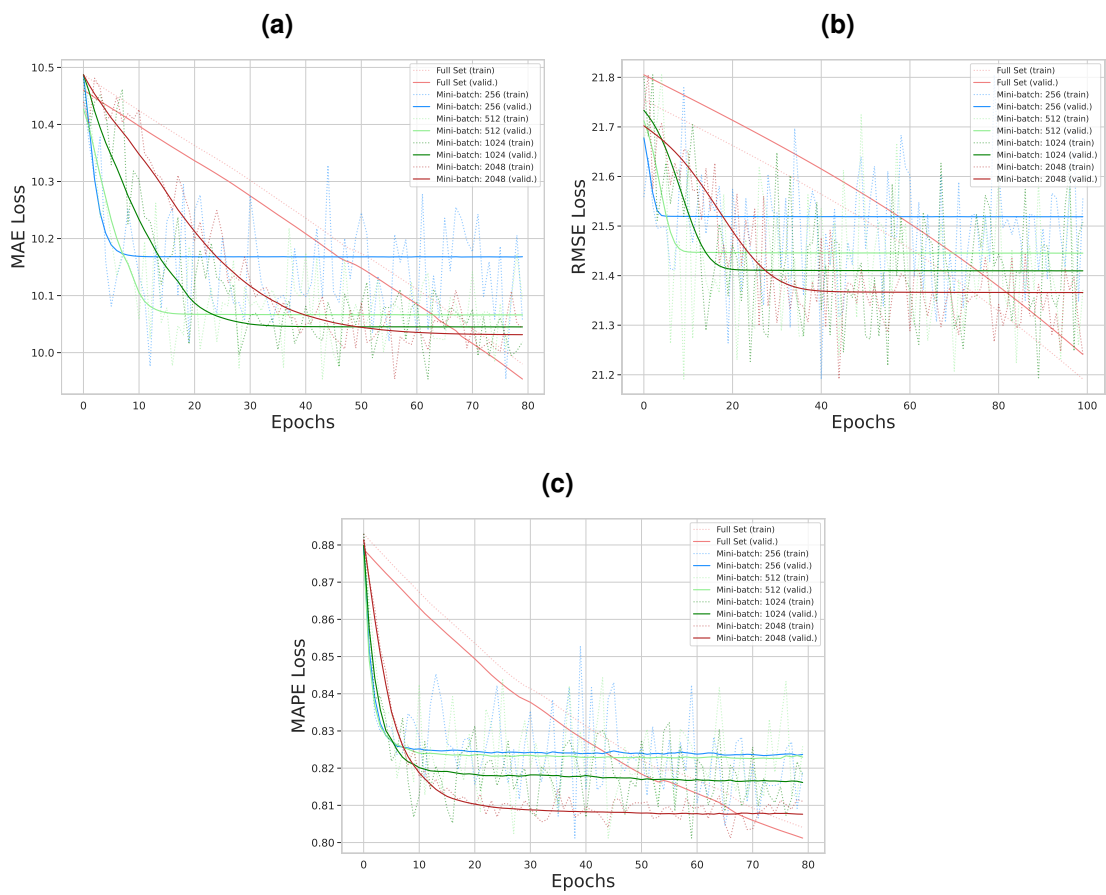 (a)
10.5
10.4
10.3
10.2
10.1
10.0
MAE Loss
0 10 20 30 40 50 60 70 80
Epochs
Full Set (train)
Full Set (valid.)
Mini-batch: 256 (train)
Mini-batch: 256 (valid.)
Mini-batch: 512 (train)
Mini-batch: 512 (valid.)
Mini-batch: 1024 (train)
Mini-batch: 1024 (valid.)
Mini-batch: 2048 (train)
Mini-batch: 2048 (valid.)
(b)
21.8
21.7
21.6
21.5
21.4
21.3
21.2
RMSE Loss
0 20 40 60 80 100
Epochs
Full Set (train)
Full Set (valid.)
Mini-batch: 256 (train)
Mini-batch: 256 (valid.)
Mini-batch: 512 (train)
Mini-batch: 512 (valid.)
Mini-batch: 1024 (train)
Mini-batch: 1024 (valid.)
Mini-batch: 2048 (train)
Mini-batch: 2048 (valid.)
(c)
0.88
0.87
0.86
0.85
0.84
0.83
0.82
0.81
0.80
MAPE Loss
0 10 20 30 40 50 60 70 80
Epochs
Full Set (train)
Full Set (valid.)
Mini-batch: 256 (train)
Mini-batch: 256 (valid.)
Mini-batch: 512 (train)
Mini-batch: 512 (valid.)
Mini-batch: 1024 (train)
Mini-batch: 1024 (valid.)
Mini-batch: 2048 (train)
Mini-batch: 2048 (valid.)